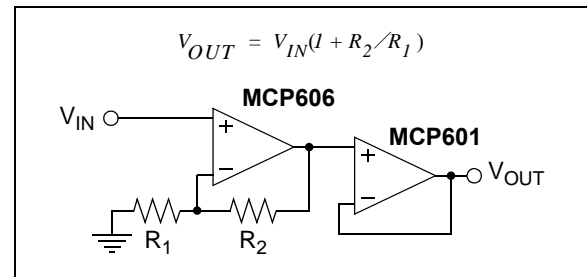 V_OUT = V_IN(1 + R_2/R_1)
MCP606
MCP601
V_IN
+
−
+
−
V_OUT
R_1
R_2